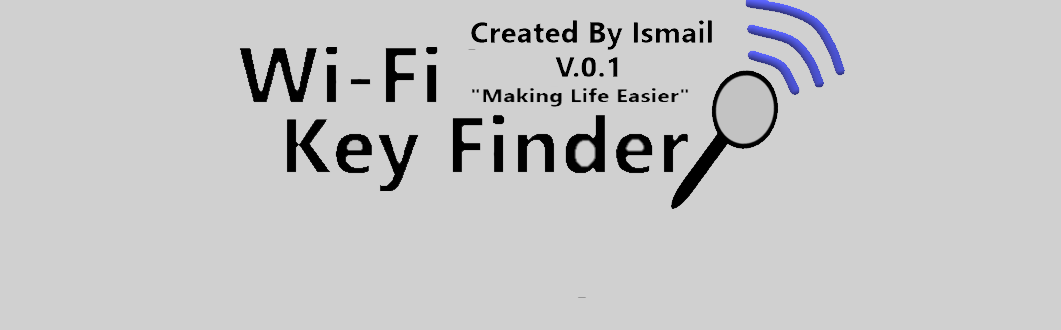 Wi-Fi
Key Finder
Created By Ismail
V.0.1
"Making Life Easier"